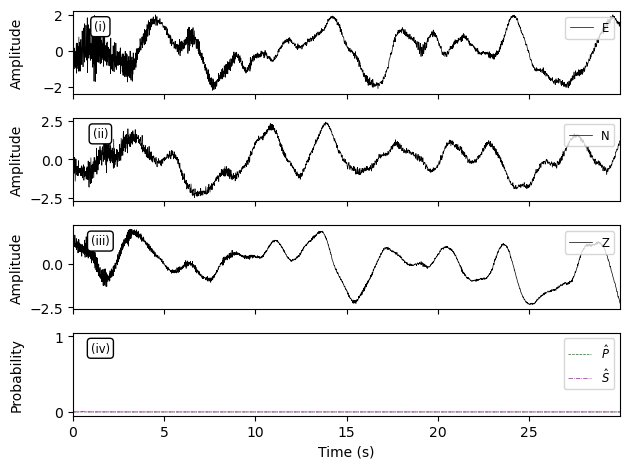 (i)
E
Amplitude
2
0
−2
(ii)
N
Amplitude
2.5
0.0
−2.5
(iii)
Z
Amplitude
0.0
−2.5
(iv)
P̂
Ŝ
Probability
1
0
0 5 10 15 20 25
Time (s)